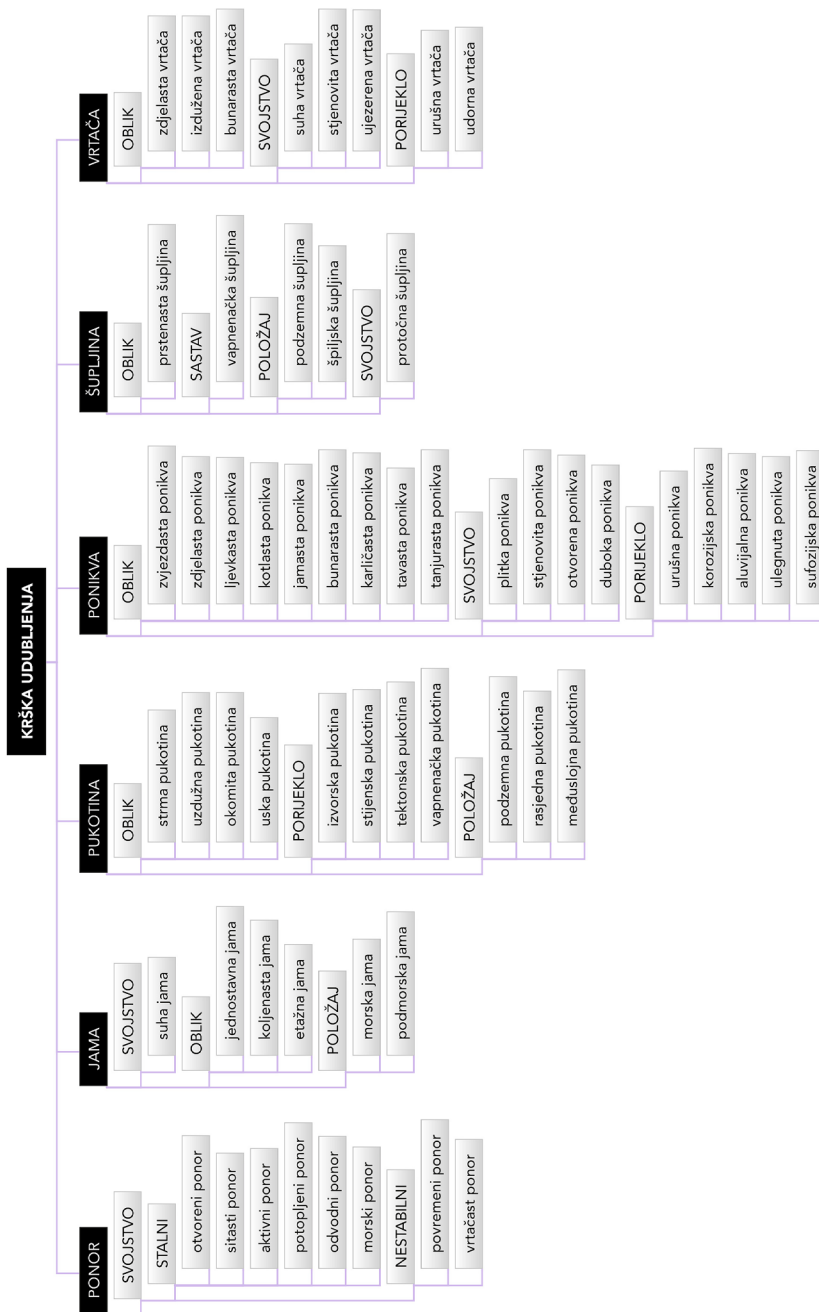 KRŠKA UDUBLJENJA
PONOR
SVOJSTVO
STALNI
otvoreni ponor
sitasti ponor
aktivni ponor
potopljeni ponor
odvodni ponor
morski ponor
NESTABILNI
povremeni ponor
vrtačast ponor
JAMA
SVOJSTVO
suha jama
OBLIK
jednostavna jama
koljenasta jama
etažna jama
POLOŽAJ
morska jama
podmorska jama
PUKOTINA
OBLIK
strma pukotina
uzdužna pukotina
okomita pukotina
uska pukotina
PORIJEKLO
izvorska pukotina
stijenska pukotina
tektonska pukotina
vapnenačka pukotina
POLOŽAJ
podzemna pukotina
rasjedna pukotina
meduslojna pukotina
PONIKVA
OBLIK
zvjezdasta ponikva
zdjelasta ponikva
ljevkasta ponikva
kotlasta ponikva
jamasta ponikva
bunarasta ponikva
karličasta ponikva
tavasta ponikva
tanjurasta ponikva
SVOJSTVO
plitka ponikva
stjenovita ponikva
otvorena ponikva
duboka ponikva
PORIJEKLO
urušna ponikva
korozijska ponikva
aluvijalna ponikva
ulegnuta ponikva
sufozijska ponikva
ŠUPLJINA
OBLIK
prstenasta šupljina
SASTAV
vapnenačka šupljina
POLOŽAJ
podzemna šupljina
špiljska šupljina
SVOJSTVO
protočna šupljina
VRTAČA
OBLIK
zdjelasta vrtača
izdužena vrtača
bunarasta vrtača
SVOJSTVO
suha vrtača
stjenovita vrtača
ujezerena vrtača
PORIJEKLO
urušna vrtača
udorna vrtača